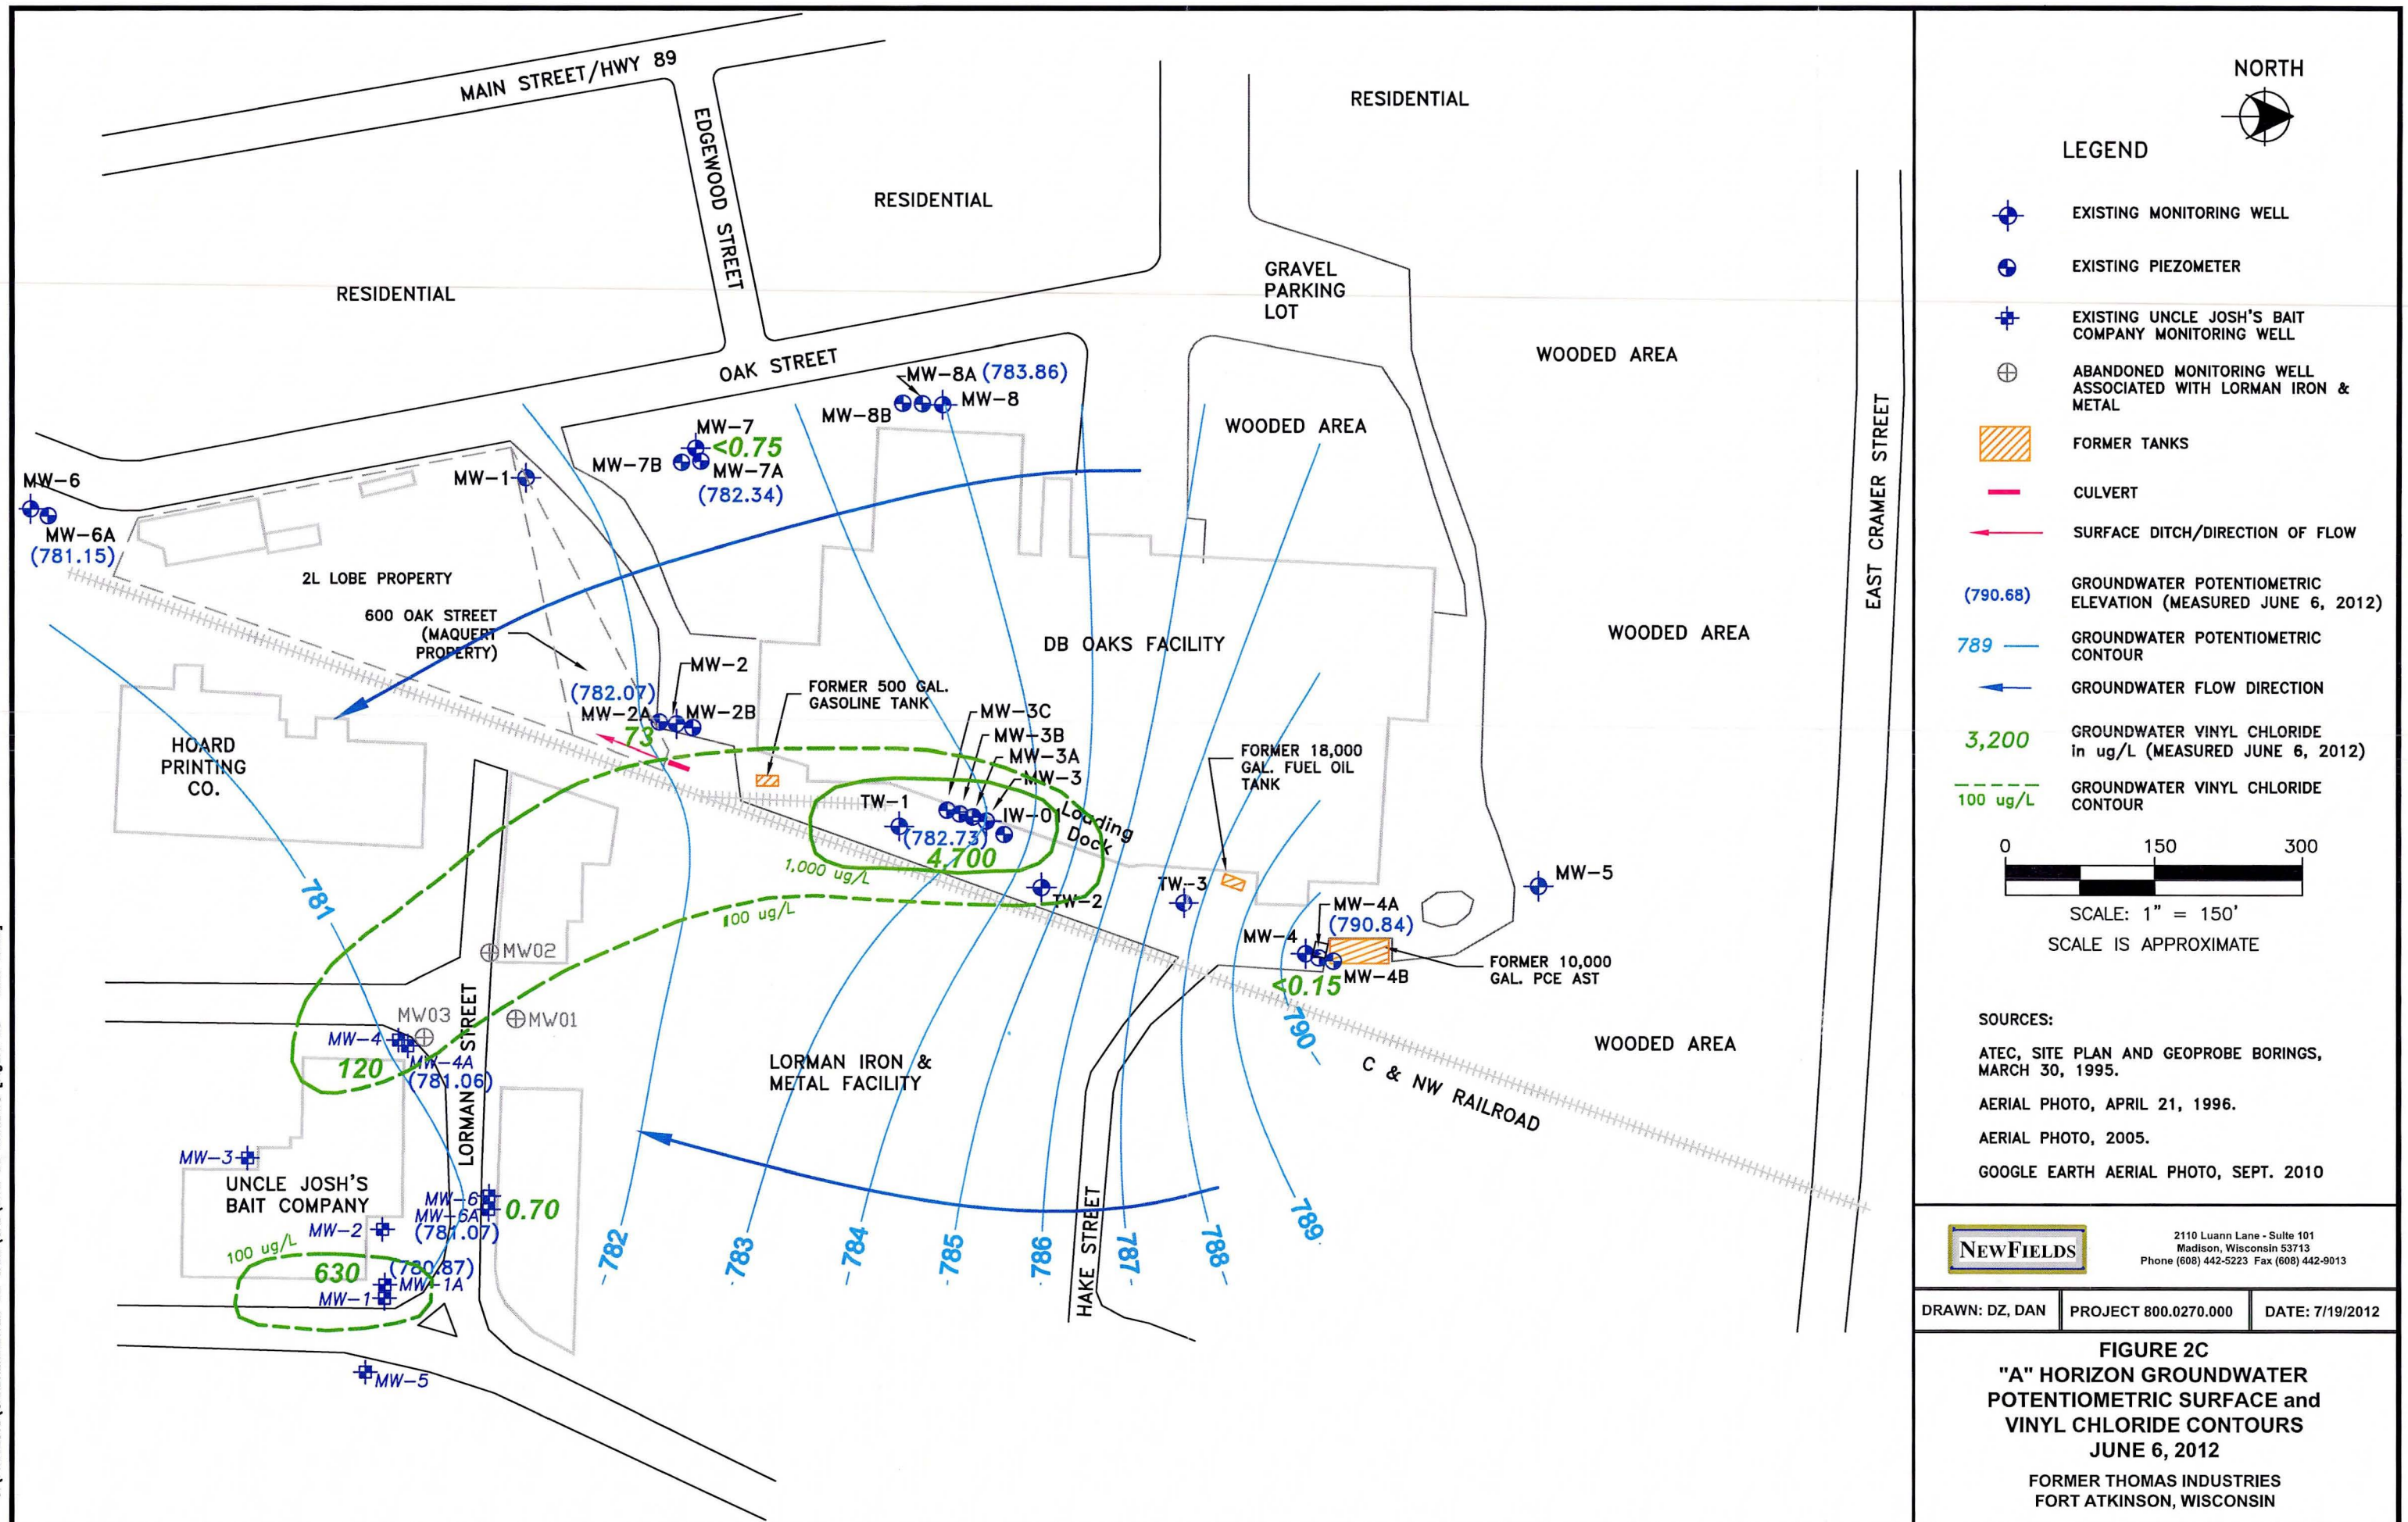 MAIN STREET/HWY 89
EDGEWOOD STREET
RESIDENTIAL
RESIDENTIAL
RESIDENTIAL
GRAVEL
PARKING
LOT
WOODED AREA
WOODED AREA
WOODED AREA
WOODED AREA
EAST CRAMER STREET
OAK STREET
MW-8A (783.86)
MW-8B
MW-8
MW-7
<0.75
MW-7B
MW-7A
(782.34)
MW-1
MW-6
MW-6A
(781.15)
2L LOBE PROPERTY
600 OAK STREET
(MAQUERT
PROPERTY)
DB OAKS FACILITY
MW-2
(782.07)
MW-2A
MW-2B
73
FORMER 500 GAL.
GASOLINE TANK
MW-3C
MW-3B
MW-3A
MW-3
TW-1
IW-01
(782.73)
4,700
Loading
Dock
1,000 ug/L
100 ug/L
TW-2
FORMER 18,000
GAL. FUEL OIL
TANK
TW-3
MW-4A
(790.84)
MW-4
MW-4B
<0.15
FORMER 10,000
GAL. PCE AST
MW-5
HOARD
PRINTING
CO.
781
MW02
MW03
MW01
LORMAN STREET
MW-4
MW-4A
(781.06)
120
LORMAN IRON &
METAL FACILITY
C & NW RAILROAD
HAKE STREET
MW-3
UNCLE JOSH'S
BAIT COMPANY
MW-6
MW-6A
(781.07)
0.70
MW-2
100 ug/L
630
(780.87)
MW-1A
MW-1
MW-5
782
783
784
785
786
787
788
789
790
NORTH
LEGEND
EXISTING MONITORING WELL
EXISTING PIEZOMETER
EXISTING UNCLE JOSH'S BAIT
COMPANY MONITORING WELL
ABANDONED MONITORING WELL
ASSOCIATED WITH LORMAN IRON &
METAL
FORMER TANKS
CULVERT
SURFACE DITCH/DIRECTION OF FLOW
(790.68) GROUNDWATER POTENTIOMETRIC
ELEVATION (MEASURED JUNE 6, 2012)
789 GROUNDWATER POTENTIOMETRIC
CONTOUR
GROUNDWATER FLOW DIRECTION
3,200 GROUNDWATER VINYL CHLORIDE
in ug/L (MEASURED JUNE 6, 2012)
100 ug/L GROUNDWATER VINYL CHLORIDE
CONTOUR
0 150 300
SCALE: 1" = 150'
SCALE IS APPROXIMATE
SOURCES:
ATEC, SITE PLAN AND GEOPROBE BORINGS,
MARCH 30, 1995.
AERIAL PHOTO, APRIL 21, 1996.
AERIAL PHOTO, 2005.
GOOGLE EARTH AERIAL PHOTO, SEPT. 2010
NEWFIELDS
2110 Luann Lane - Suite 101
Madison, Wisconsin 53713
Phone (608) 442-5223 Fax (608) 442-9013
DRAWN: DZ, DAN PROJECT 800.0270.000 DATE: 7/19/2012
FIGURE 2C
"A" HORIZON GROUNDWATER
POTENTIOMETRIC SURFACE and
VINYL CHLORIDE CONTOURS
JUNE 6, 2012
FORMER THOMAS INDUSTRIES
FORT ATKINSON, WISCONSIN